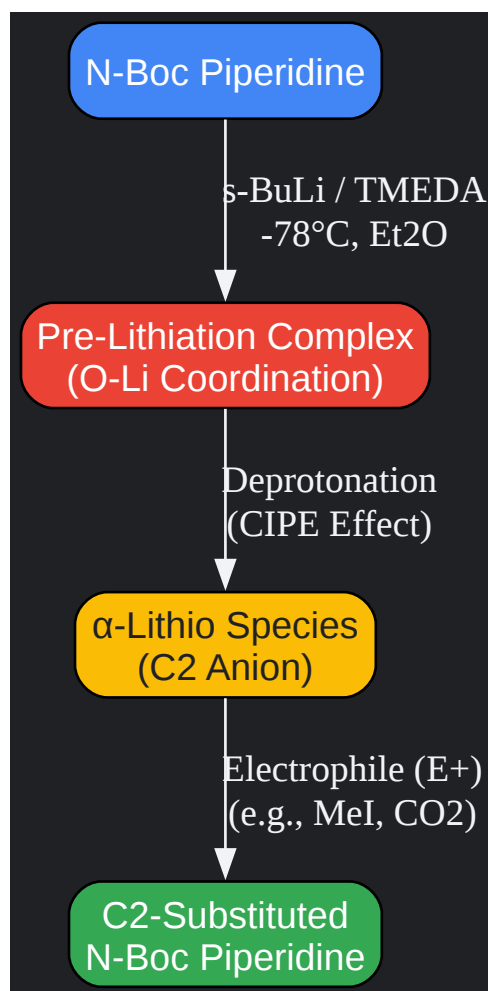 N-Boc Piperidine
s-BuLi / TMEDA
-78°C, Et2O
Pre-Lithiation Complex
(O-Li Coordination)
Deprotonation
(CIPE Effect)
α-Lithio Species
(C2 Anion)
Electrophile (E+)
(e.g., MeI, CO2)
C2-Substituted
N-Boc Piperidine